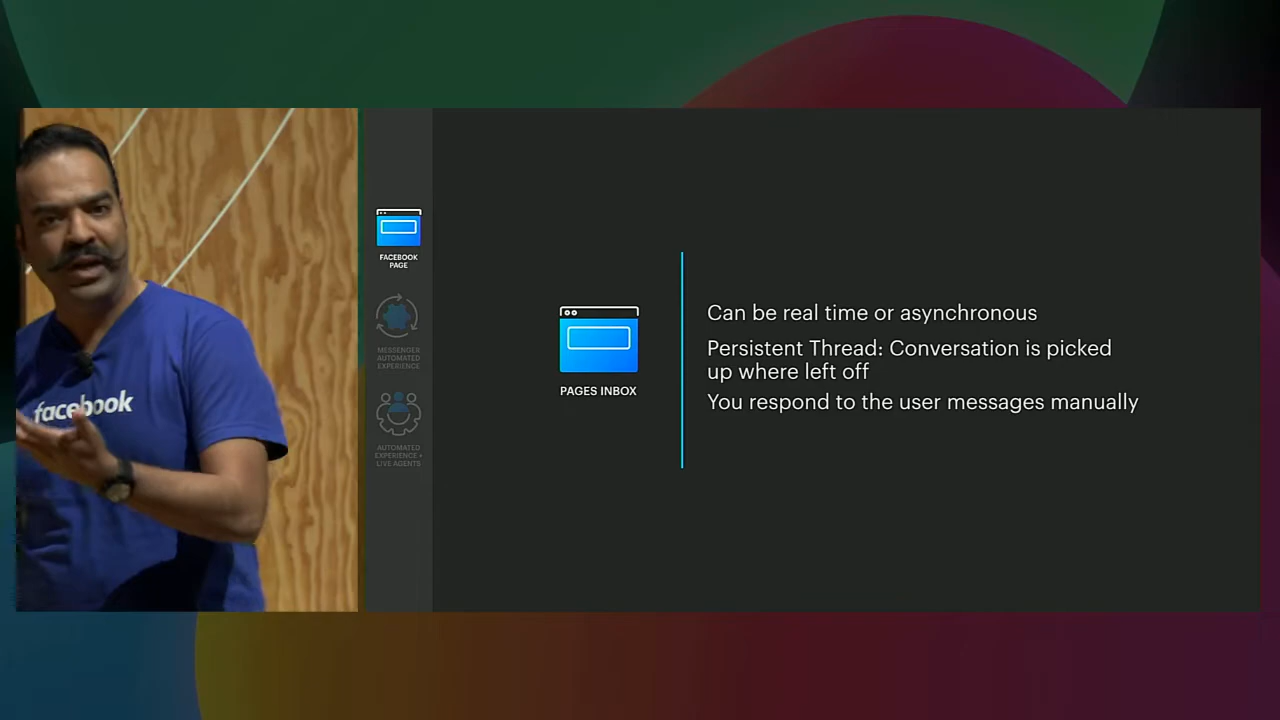 facebook
FACEBOOK
PAGE
MESSENGER
AUTOMATED
EXPERIENCE
AUTOMATED
EXPERIENCE +
LIVE AGENTS
PAGES INBOX
Can be real time or asynchronous
Persistent Thread: Conversation is picked
up where left off
You respond to the user messages manually